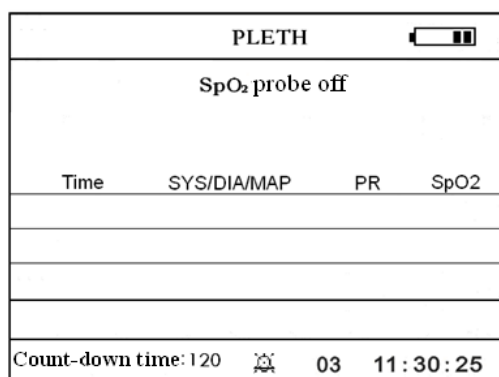 PLETH
SpO₂ probe off
Time SYS/DIA/MAP PR SpO2
Count-down time:120 03 11:30:25